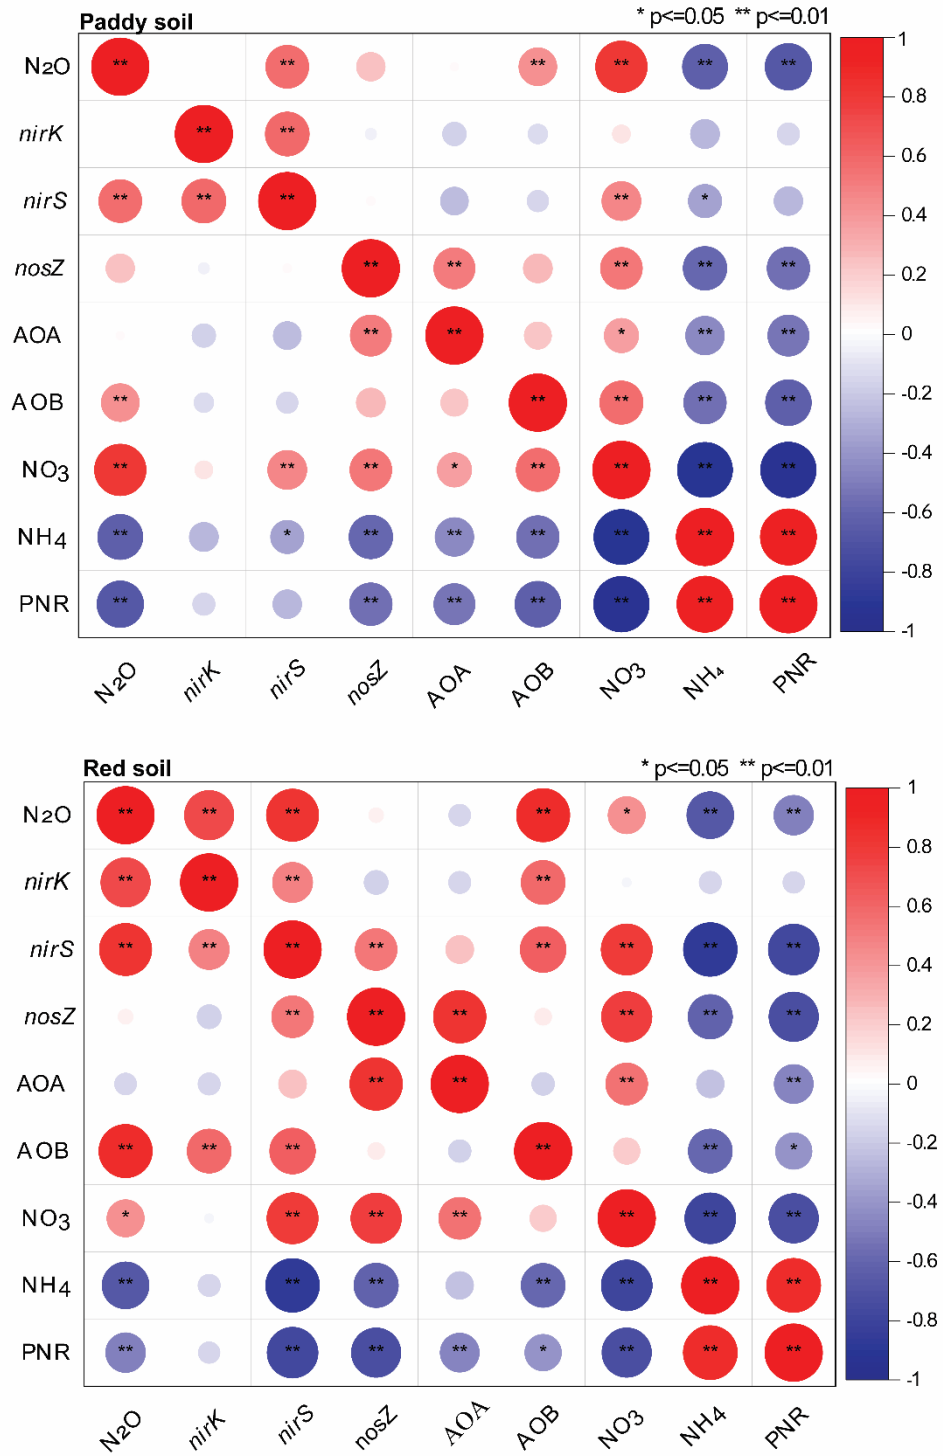 Paddy soil * p<=0.05 ** p<=0.01
N2O ** ** ** ** ** **
nirK ** **
nirS ** ** ** ** *
nosZ ** ** ** ** **
AOA ** ** * ** **
AOB ** ** ** ** **
NO3 ** ** ** * ** ** ** **
NH4 ** * ** ** ** ** ** **
PNR ** ** ** ** ** ** **
N2O nirK nirS nosZ AOA AOB NO3 NH4 PNR
1
0.8
0.6
0.4
0.2
0
-0.2
-0.4
-0.6
-0.8
-1
Red soil * p<=0.05 ** p<=0.01
N2O ** ** ** ** * ** **
nirK ** ** ** **
nirS ** ** ** ** ** ** ** **
nosZ ** ** ** ** ** **
AOA ** ** ** **
AOB ** ** ** ** ** *
NO3 * ** ** ** ** ** **
NH4 ** ** ** ** ** ** **
PNR ** ** ** ** * ** ** **
N2O nirK nirS nosZ AOA AOB NO3 NH4 PNR
1
0.8
0.6
0.4
0.2
0
-0.2
-0.4
-0.6
-0.8
-1